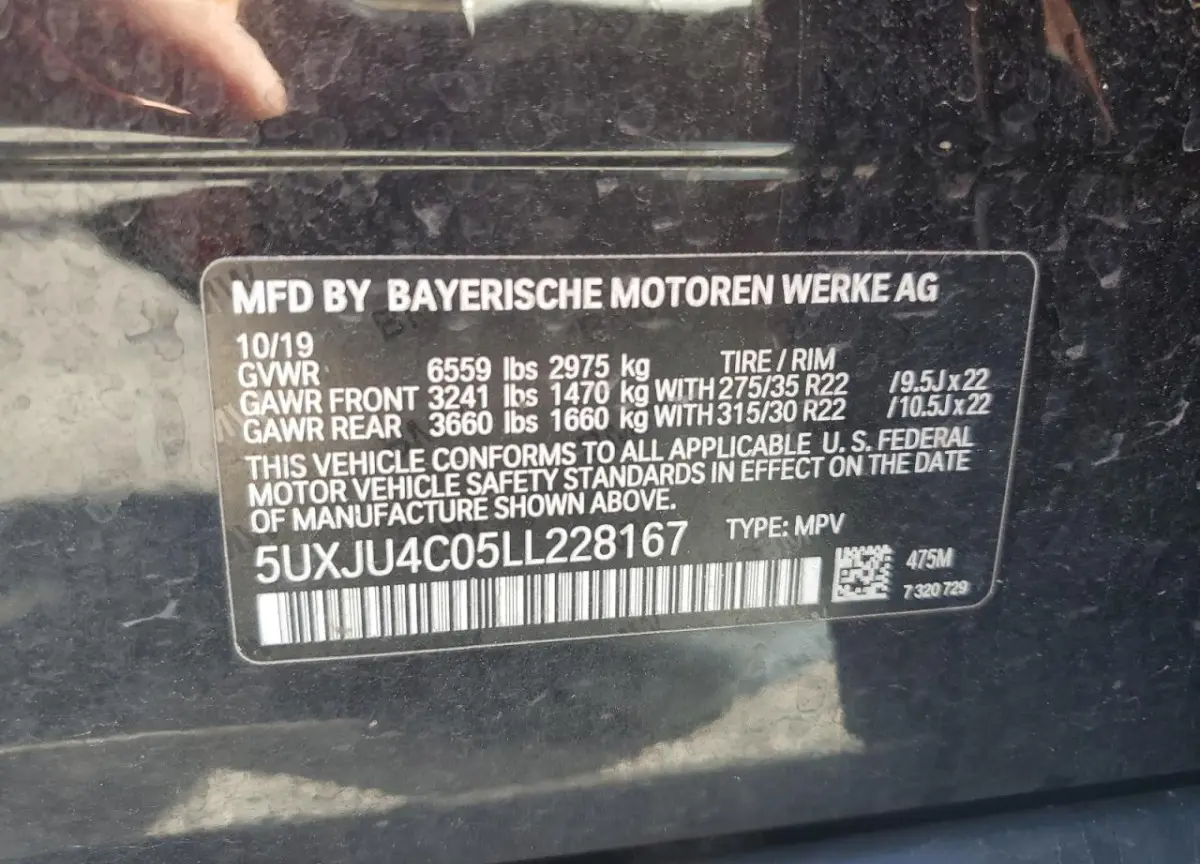 MFD BY BAYERISCHE MOTOREN WERKE AG
10/19
GVWR 6559 lbs 2975 kg TIRE / RIM
GAWR FRONT 3241 lbs 1470 kg WITH 275/35 R22 /9.5J x 22
GAWR REAR 3660 lbs 1660 kg WITH 315/30 R22 /10.5J x 22
THIS VEHICLE CONFORMS TO ALL APPLICABLE U. S. FEDERAL
MOTOR VEHICLE SAFETY STANDARDS IN EFFECT ON THE DATE
OF MANUFACTURE SHOWN ABOVE.
5UXJU4C05LL228167 TYPE: MPV
475M
7 320 729